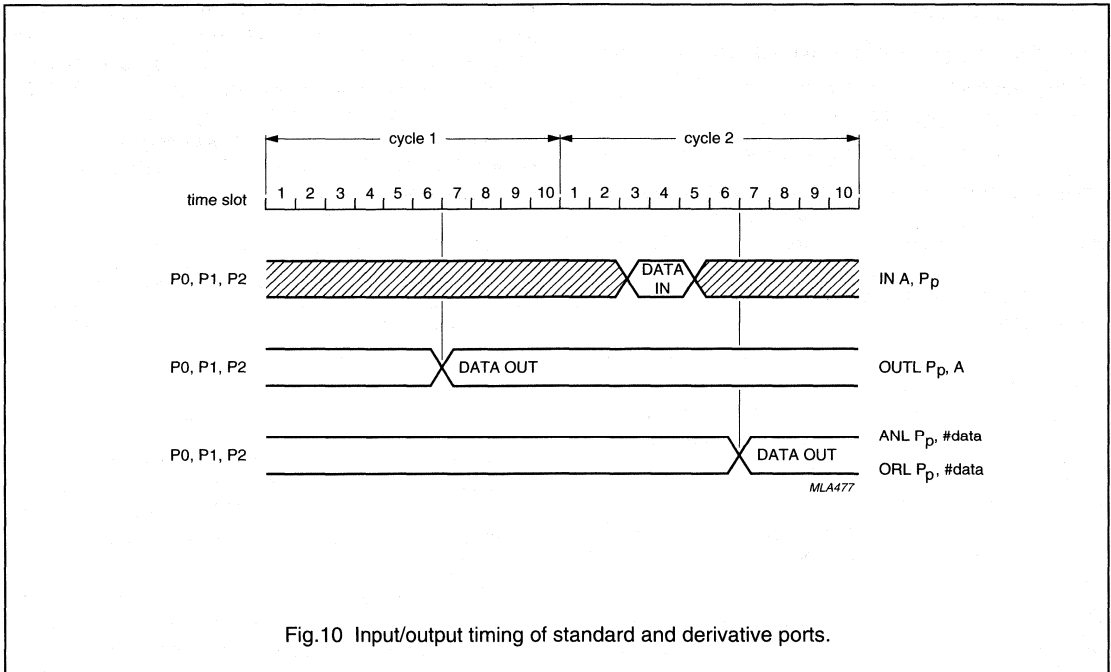 cycle 1 cycle 2
time slot 1 2 3 4 5 6 7 8 9 10 1 2 3 4 5 6 7 8 9 10
P0, P1, P2 DATA IN IN A, Pp
P0, P1, P2 DATA OUT OUTL Pp, A
ANL Pp, #data
P0, P1, P2 DATA OUT
ORL Pp, #data
MLA477
Fig.10 Input/output timing of standard and derivative ports.